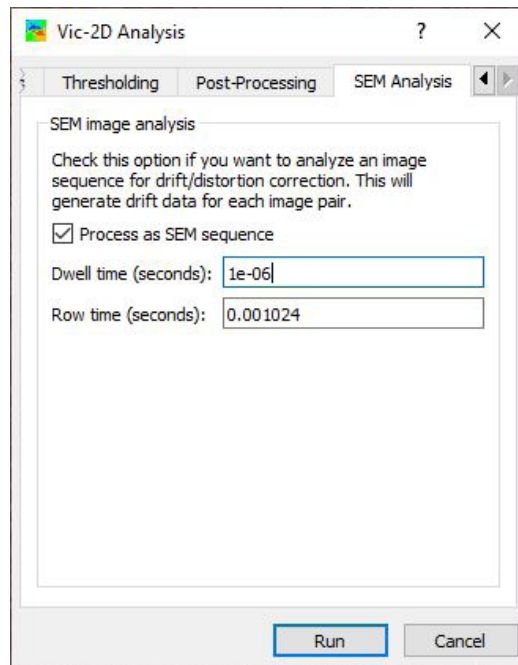 Vic-2D Analysis
Thresholding Post-Processing SEM Analysis
SEM image analysis
Check this option if you want to analyze an image
sequence for drift/distortion correction. This will
generate drift data for each image pair.
Process as SEM sequence
Dwell time (seconds): 1e-06
Row time (seconds): 0.001024
Run Cancel